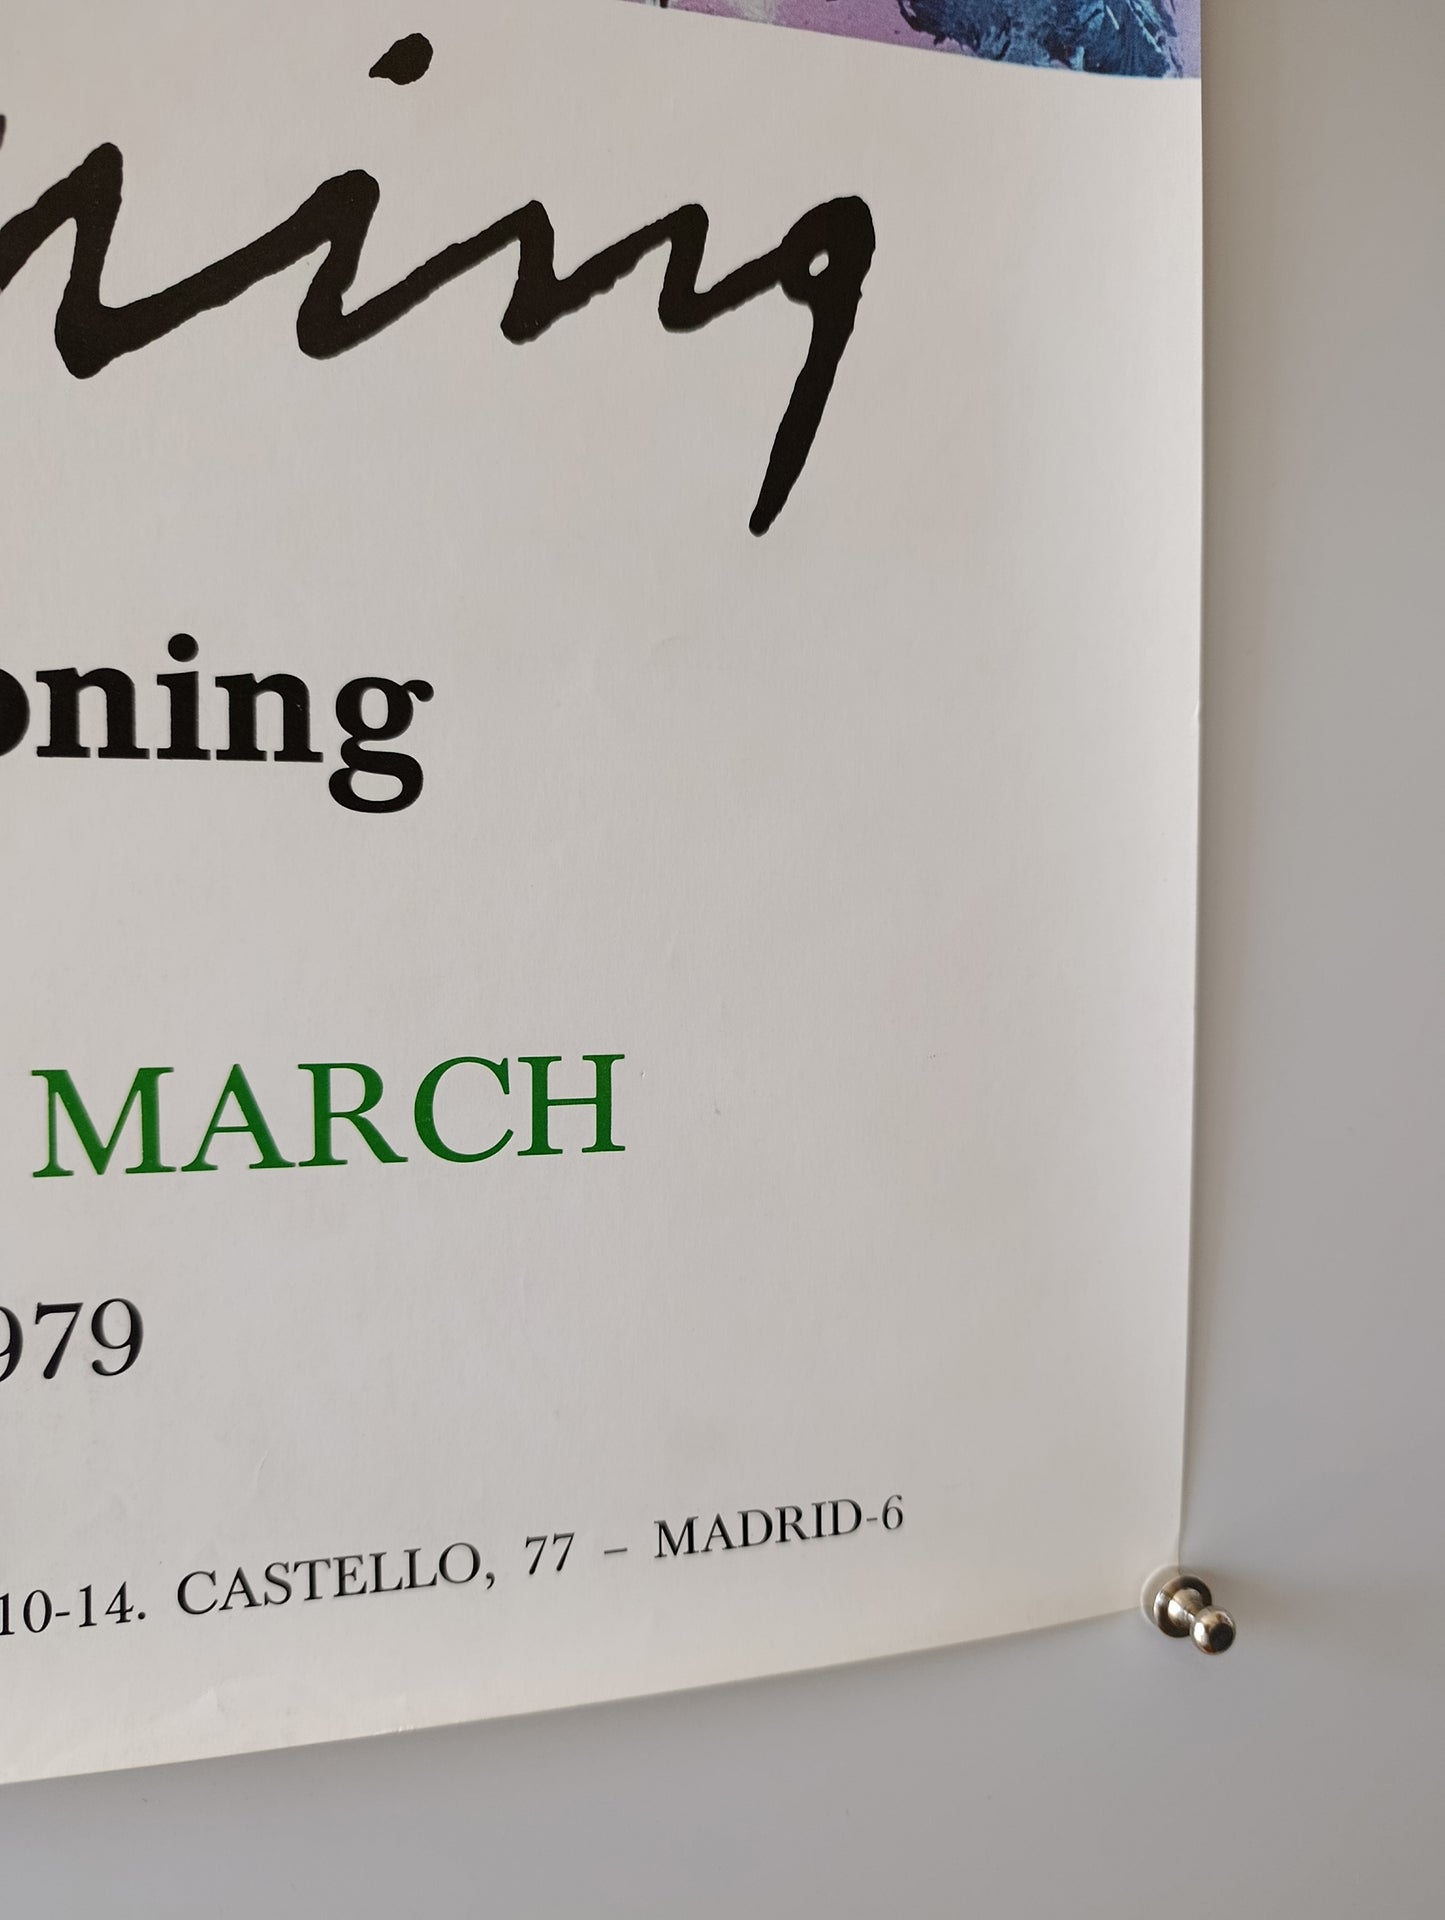 ning
oning
MARCH
979
10-14. CASTELLO, 77 – MADRID-6